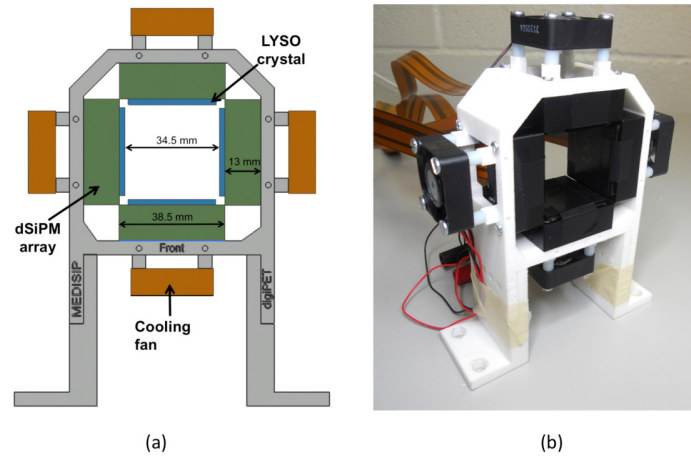 LYSO
crystal
34.5 mm
13 mm
dSiPM
array
38.5 mm
Front
MEDISIP
digiPET
Cooling
fan
(a)
(b)